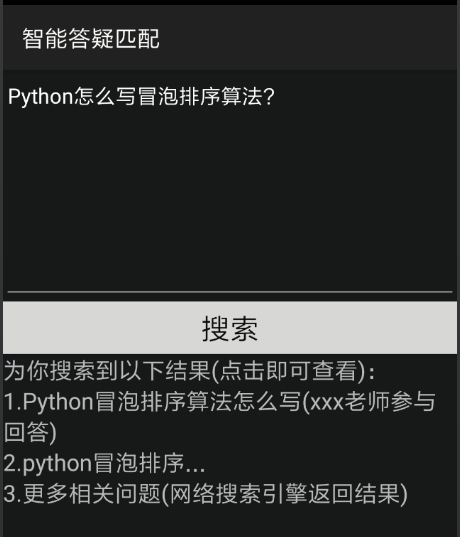 智能答疑匹配
Python怎么写冒泡排序算法?
搜索
为你搜索到以下结果(点击即可查看):
1.Python冒泡排序算法怎么写(xxx老师参与
回答)
2.python冒泡排序...
3.更多相关问题(网络搜索引擎返回结果)